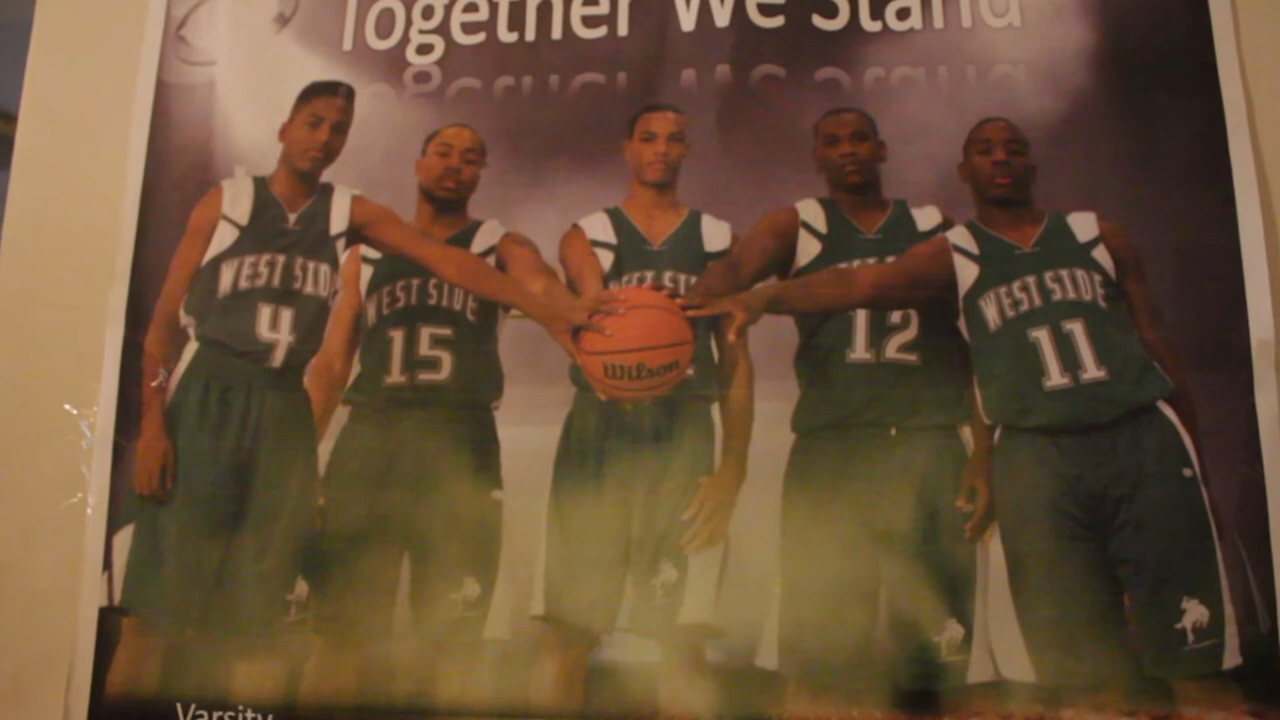 Together We Stand
WEST SIDE
4
WEST SIDE
15
Wilson
12
WEST SIDE
11
Varsity